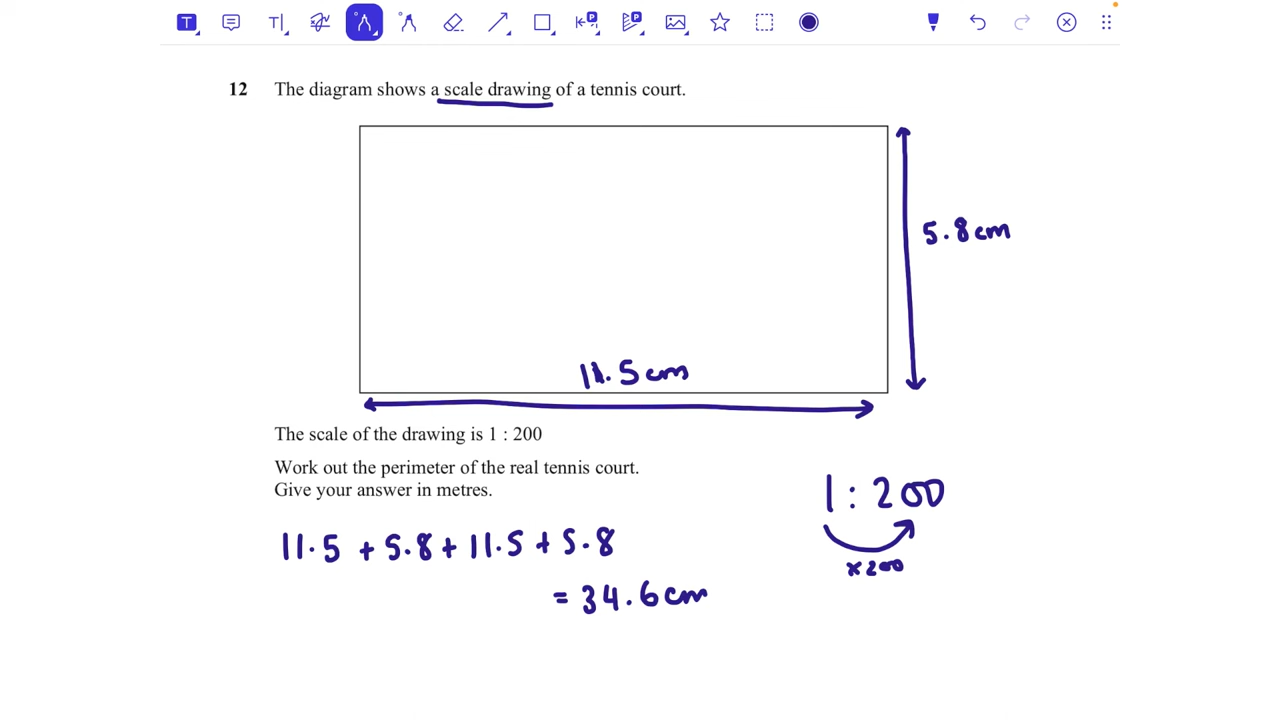 12 The diagram shows a scale drawing of a tennis court.
5.8cm
11.5cm
The scale of the drawing is 1 : 200
Work out the perimeter of the real tennis court.
Give your answer in metres.
1 : 200
×200
11.5 + 5.8 + 11.5 + 5.8
= 34.6cm